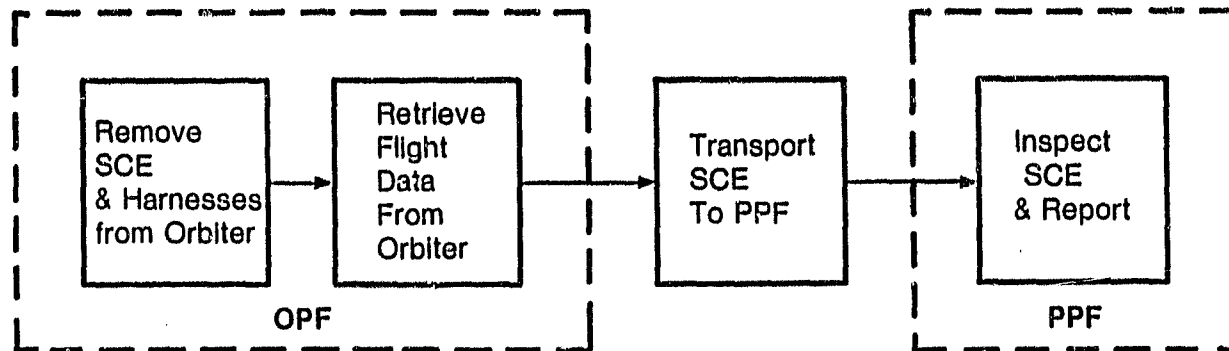 Remove
SCE
& Harnesses
from Orbiter
Retrieve
Flight
Data
From
Orbiter
Transport
SCE
To PPF
Inspect
SCE
& Report
OPF
PPF